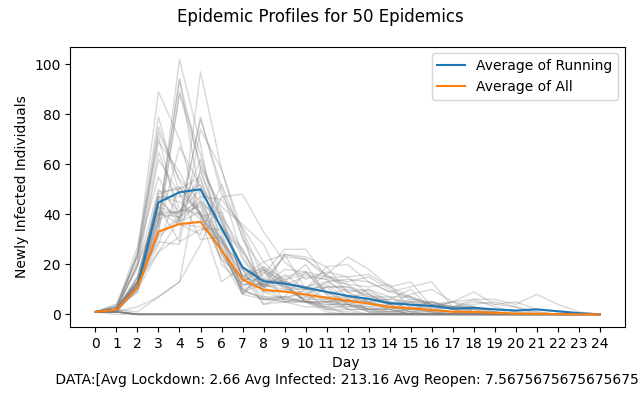 Epidemic Profiles for 50 Epidemics
Average of Running
Average of All
Newly Infected Individuals
100
80
60
40
20
0
0 1 2 3 4 5 6 7 8 9 10 11 12 13 14 15 16 17 18 19 20 21 22 23 24
Day
DATA:[Avg Lockdown: 2.66 Avg Infected: 213.16 Avg Reopen: 7.5675675675675675